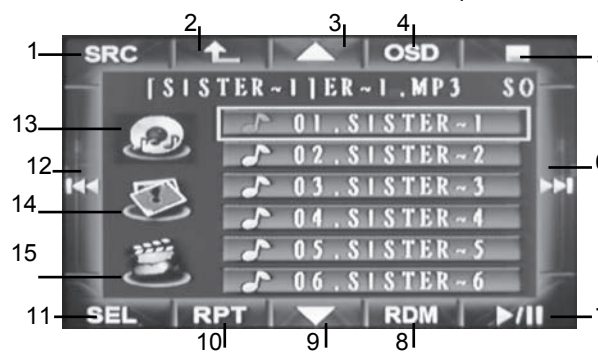 2 3 4
1 SRC OSD
[SISTER~1]ER~1.MP3 SO
13 01.SISTER~1
12 02.SISTER~2
03.SISTER~3
14 04.SISTER~4
15 05.SISTER~5
06.SISTER~6
11 SEL RPT RDM
10 9 8